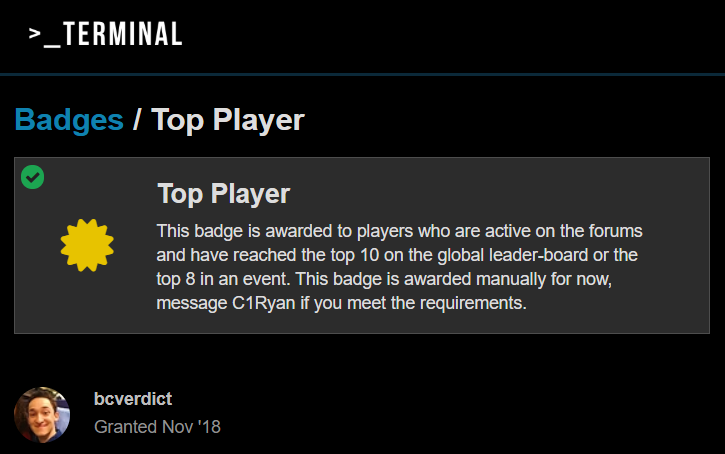 >_TERMINAL
Badges / Top Player
Top Player
This badge is awarded to players who are active on the forums
and have reached the top 10 on the global leader-board or the
top 8 in an event. This badge is awarded manually for now,
message C1Ryan if you meet the requirements.
bcverdict
Granted Nov '18